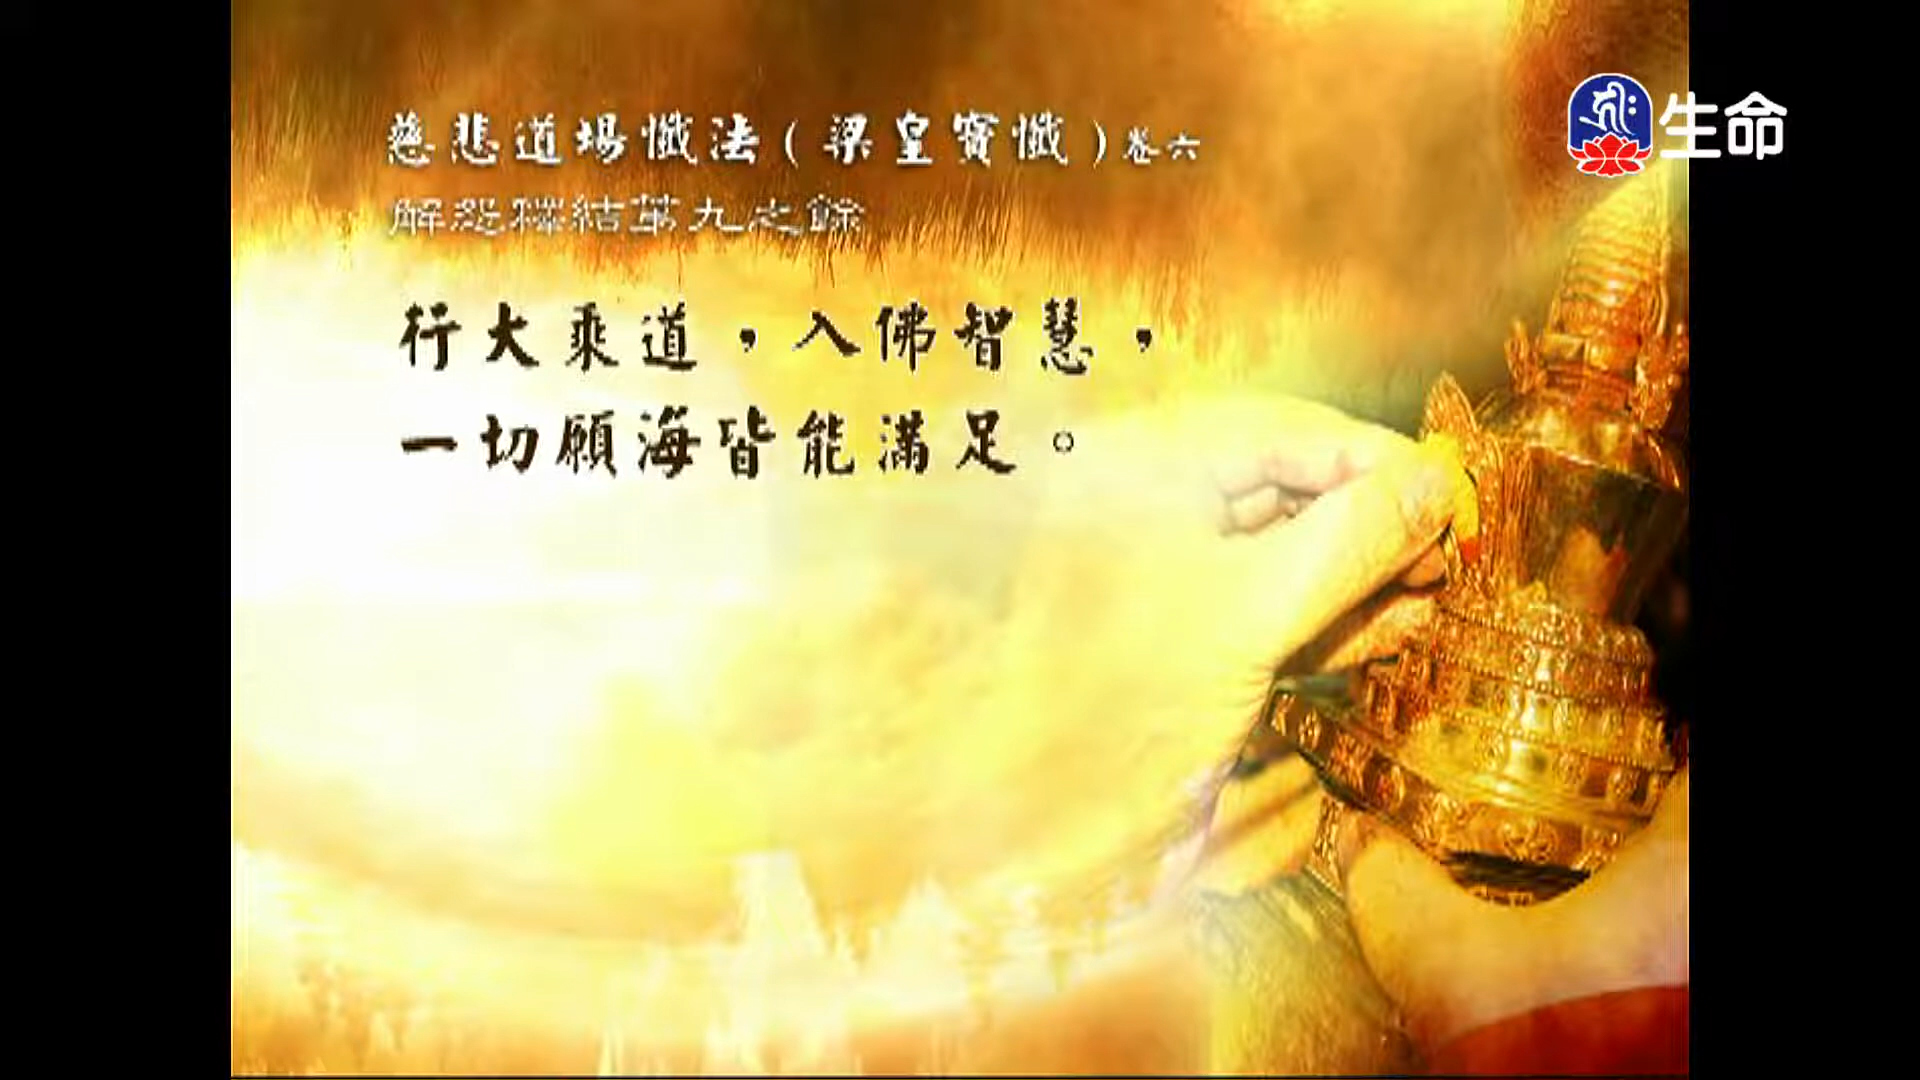 慈悲道場懺法（梁皇寶懺）卷六
解怨釋結第九之餘
行大乘道，入佛智慧，
一切願海皆能滿足。
生命